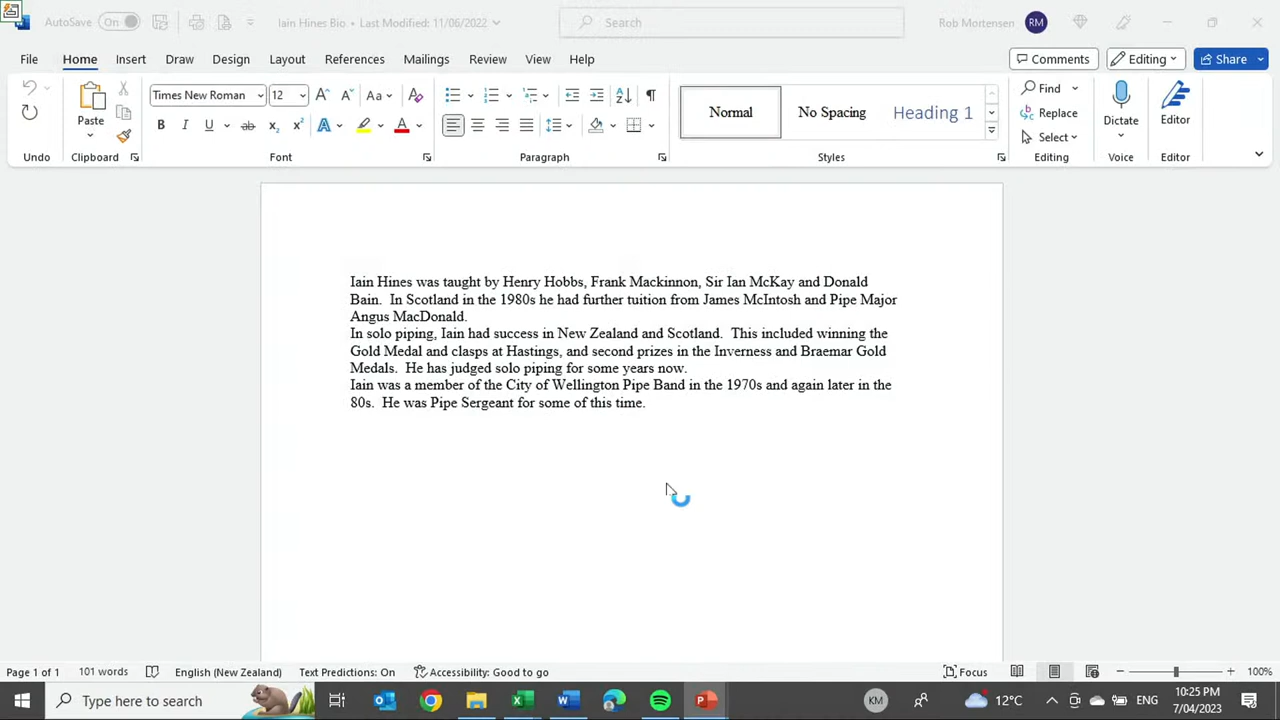 AutoSave On Iain Hines Bio • Last Modified: 11/06/2022 Search Rob Mortensen RM
File Home Insert Draw Design Layout References Mailings Review View Help Comments Editing Share
Paste Times New Roman 12 Aa Normal No Spacing Heading 1 Find Replace Select Dictate Editor
Undo Clipboard Font Paragraph Styles Editing Voice Editor
Iain Hines was taught by Henry Hobbs, Frank Mackinnon, Sir Ian McKay and Donald
Bain.  In Scotland in the 1980s he had further tuition from James McIntosh and Pipe Major
Angus MacDonald.
In solo piping, Iain had success in New Zealand and Scotland.  This included winning the
Gold Medal and clasps at Hastings, and second prizes in the Inverness and Braemar Gold
Medals.  He has judged solo piping for some years now.
Iain was a member of the City of Wellington Pipe Band in the 1970s and again later in the
80s.  He was Pipe Sergeant for some of this time.
Page 1 of 1 101 words English (New Zealand) Text Predictions: On Accessibility: Good to go Focus 100%
Type here to search KM 12°C ENG 10:25 PM
7/04/2023